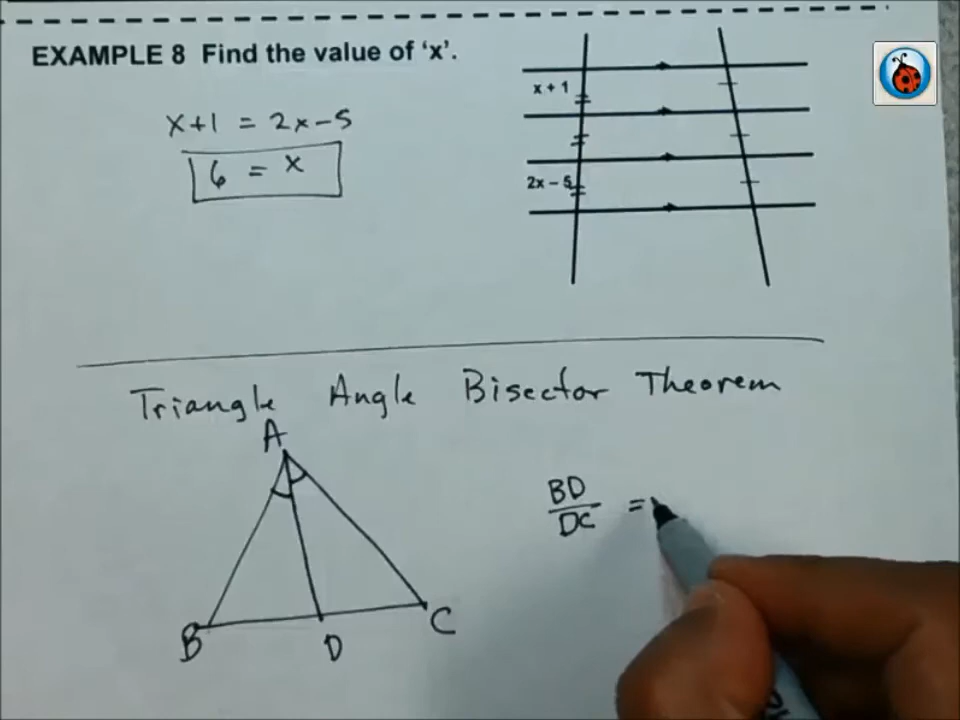 EXAMPLE 8 Find the value of ‘x’.
x+1 = 2x-5
6 = x
x + 1
2x – 5
Triangle Angle Bisector Theorem
A
B
D
C
BD
DC
=